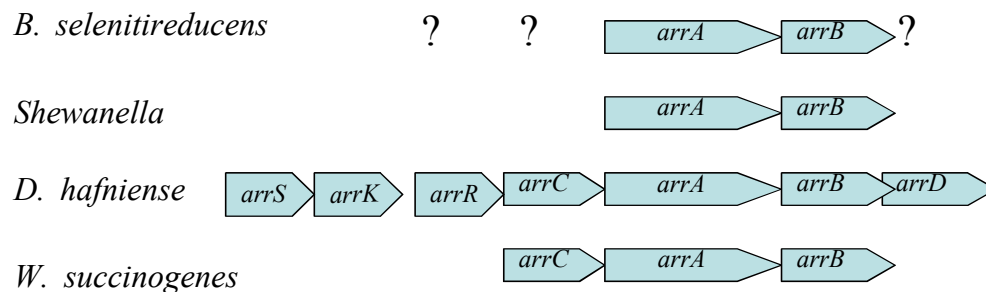 B. selenitireducens ? ? arrA arrB ?
Shewanella arrA arrB
D. hafniense arrS arrK arrR arrC arrA arrB arrD
W. succinogenes arrC arrA arrB